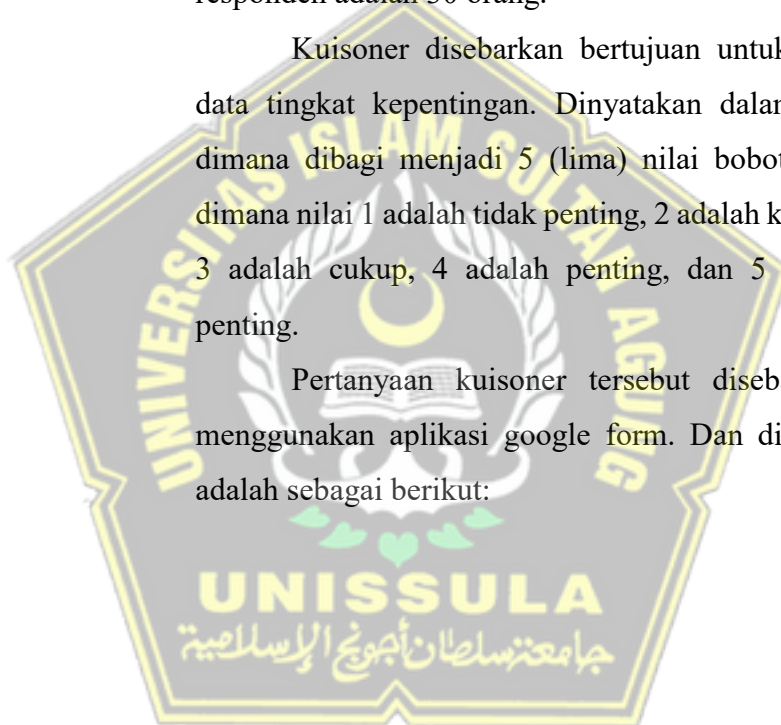 responden adalah 30 orang.
Kuisoner disebarkan bertujuan untuk
data tingkat kepentingan. Dinyatakan dalam
dimana dibagi menjadi 5 (lima) nilai bobot
dimana nilai 1 adalah tidak penting, 2 adalah k
3 adalah cukup, 4 adalah penting, dan 5
penting.
Pertanyaan kuisoner tersebut diseb
menggunakan aplikasi google form. Dan di
adalah sebagai berikut:
UNIVERSITAS ISLAM SULTAN AGUNG
UNISSULA
جامعة سلطان أجونج الإسلامية